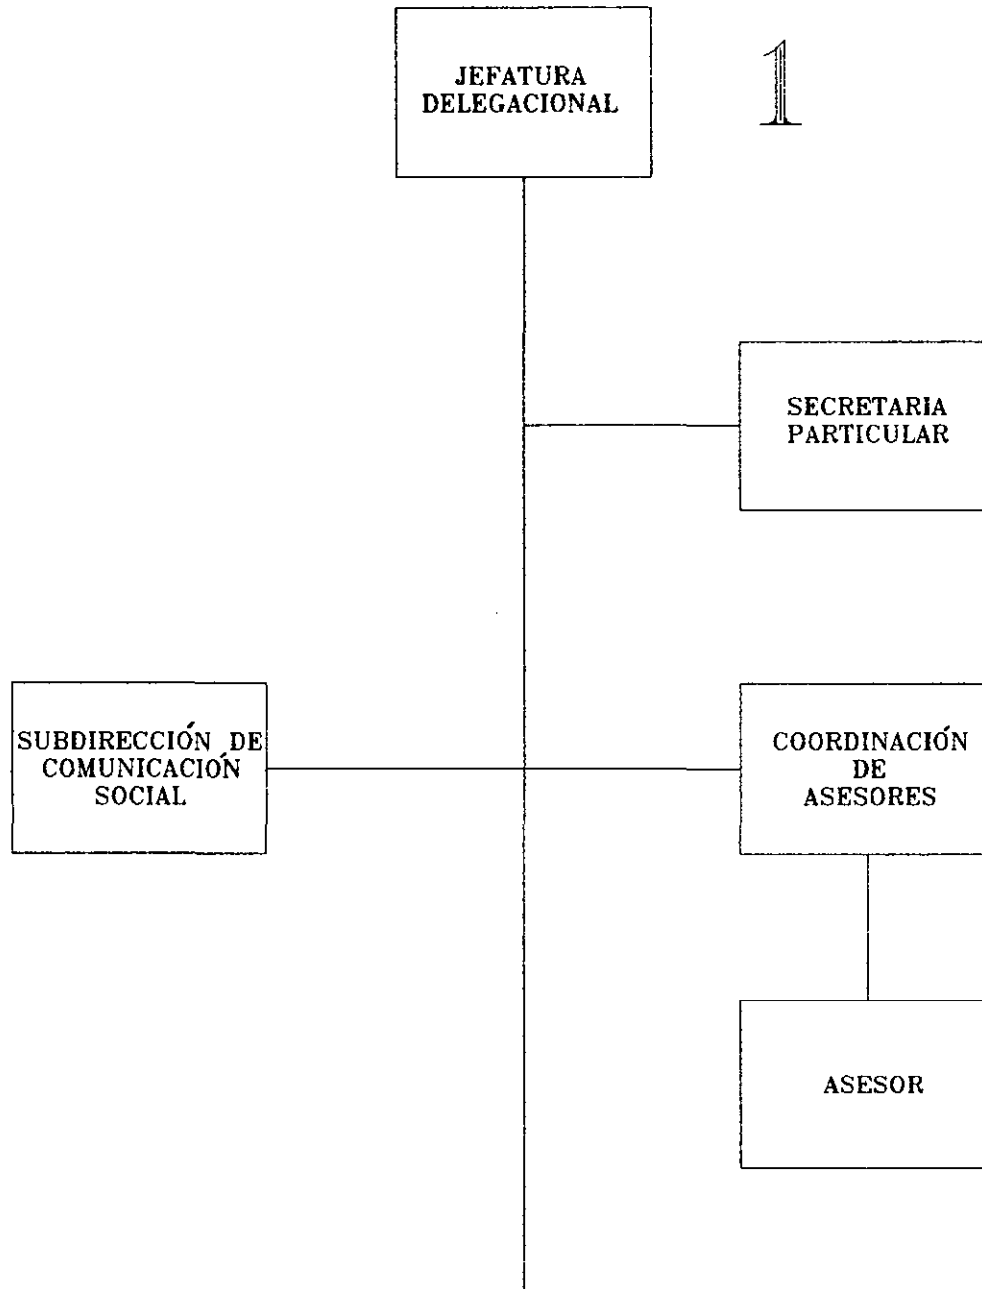 JEFATURA
DELEGACIONAL
1
SECRETARIA
PARTICULAR
SUBDIRECCIÓN DE
COMUNICACIÓN
SOCIAL
COORDINACIÓN
DE
ASESORES
ASESOR